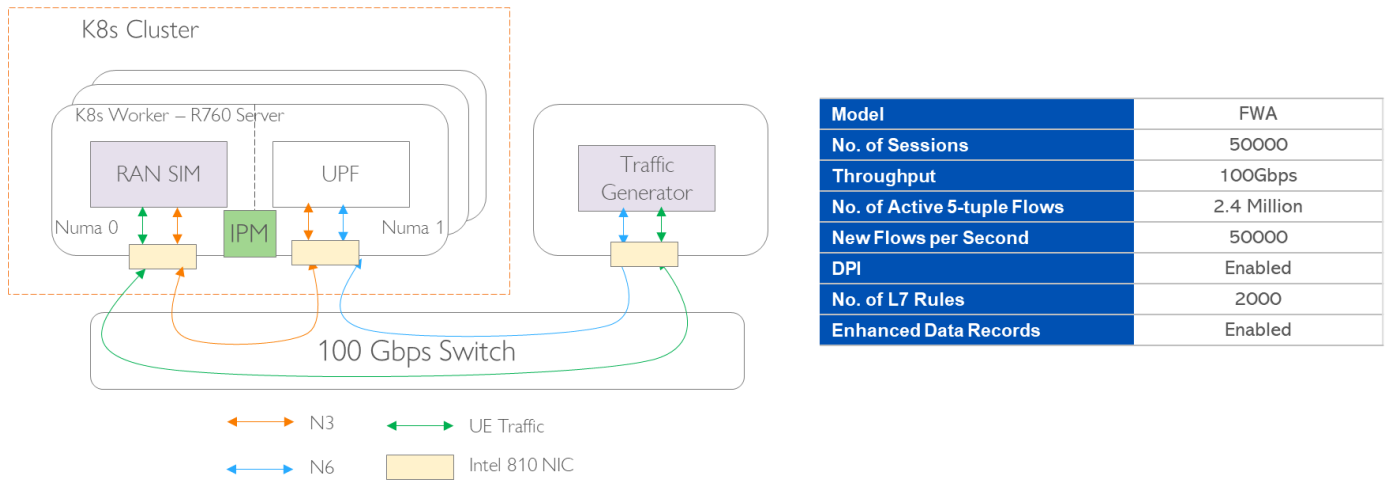 K8s Cluster
K8s Worker – R760 Server
RAN SIM
UPF
Numa 0
IPM
Numa 1
Traffic
Generator
100 Gbps Switch
N3
UE Traffic
N6
Intel 810 NIC
Model FWA
No. of Sessions 50000
Throughput 100Gbps
No. of Active 5-tuple Flows 2.4 Million
New Flows per Second 50000
DPI Enabled
No. of L7 Rules 2000
Enhanced Data Records Enabled